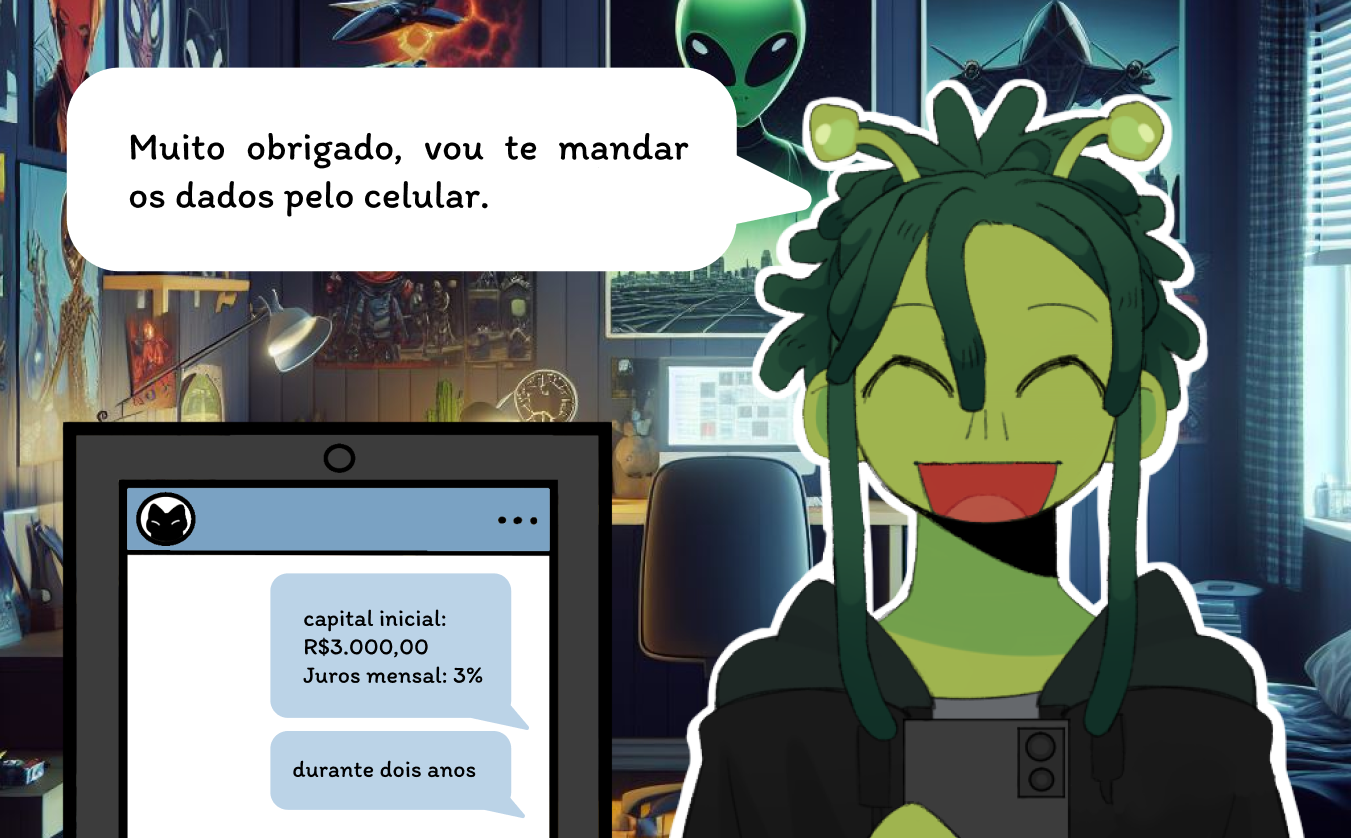 Muito obrigado, vou te mandar
os dados pelo celular.
capital inicial:
R$3.000,00
Juros mensal: 3%
durante dois anos